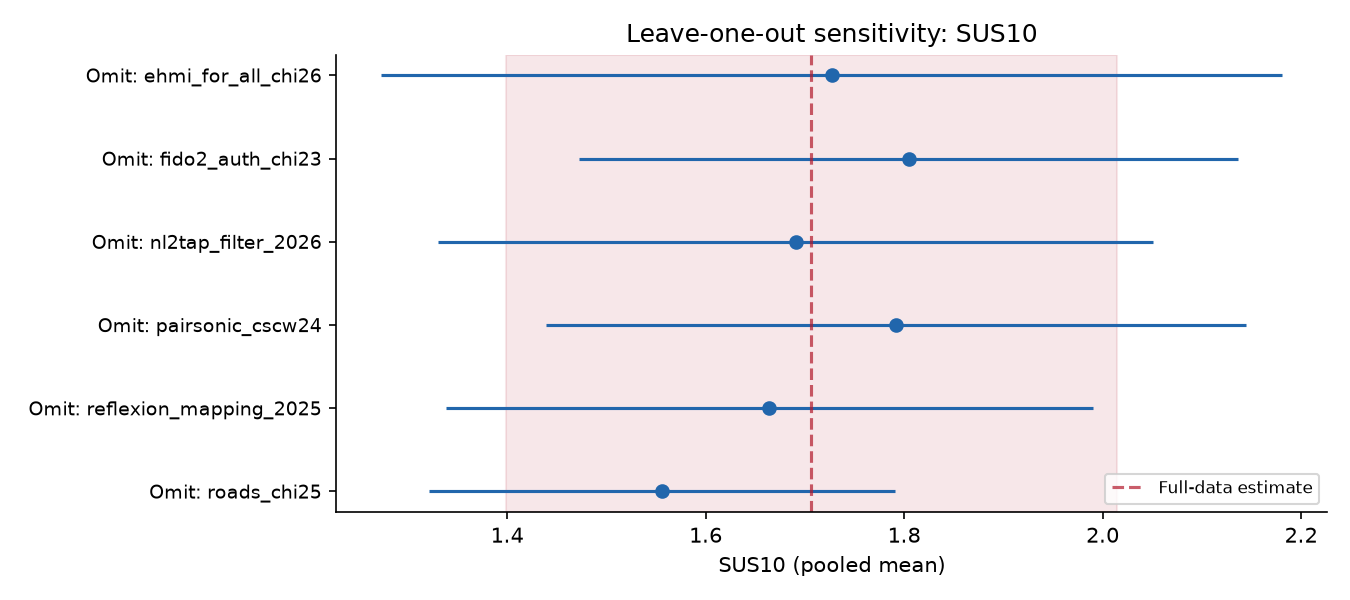 Leave-one-out sensitivity: SUS10
Omit: ehmi_for_all_chi26
Omit: fido2_auth_chi23
Omit: nl2tap_filter_2026
Omit: pairsonic_cscw24
Omit: reflexion_mapping_2025
Omit: roads_chi25
Full-data estimate
1.4 1.6 1.8 2.0 2.2
SUS10 (pooled mean)